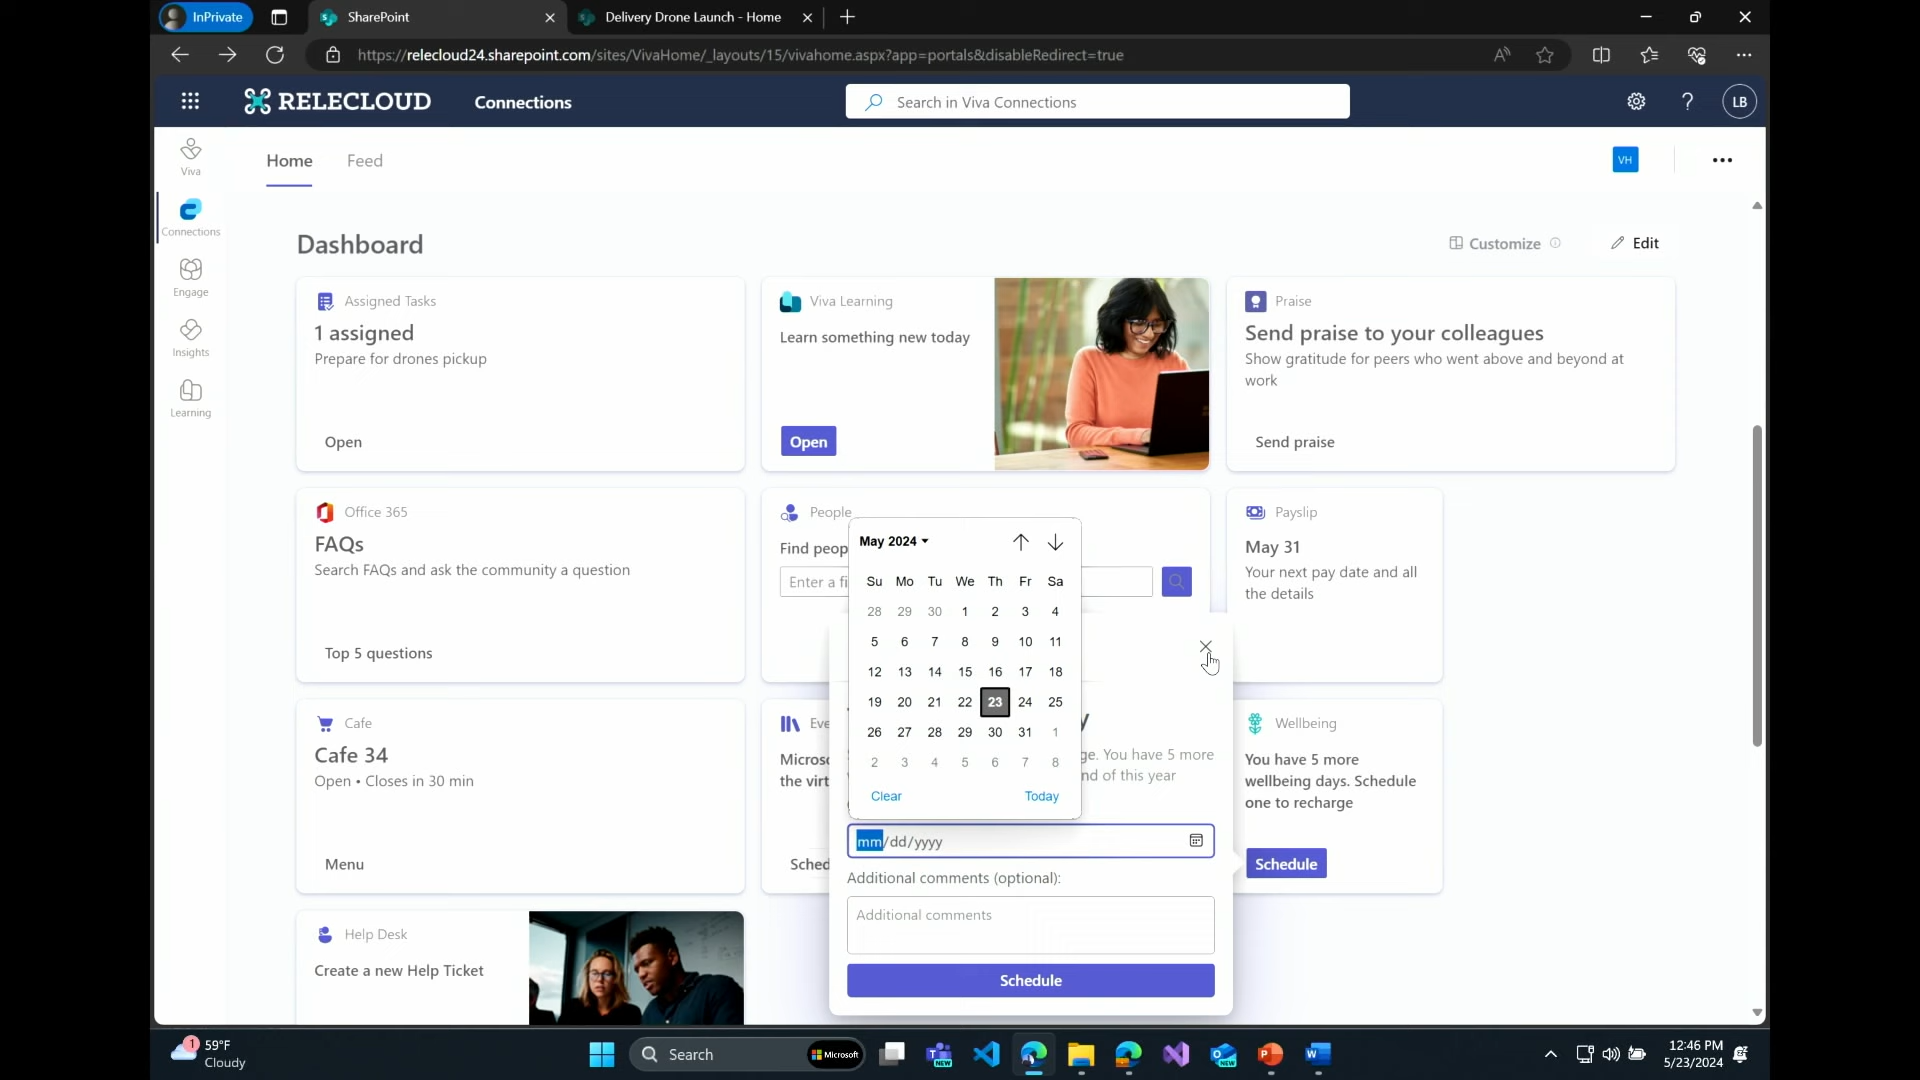 InPrivate
SharePoint
Delivery Drone Launch - Home
https://relecloud24.sharepoint.com/sites/VivaHome/_layouts/15/vivahome.aspx?app=portals&disableRedirect=true
RELECLOUD
Connections
Search in Viva Connections
LB
Viva
Connections
Engage
Insights
Learning
Home
Feed
VH
Dashboard
Customize
Edit
Assigned Tasks
1 assigned
Prepare for drones pickup
Open
Viva Learning
Learn something new today
Open
Praise
Send praise to your colleagues
Show gratitude for peers who went above and beyond at
work
Send praise
Office 365
FAQs
Search FAQs and ask the community a question
Top 5 questions
People
Find peop
Enter a fi
Payslip
May 31
Your next pay date and all
the details
May 2024
Su Mo Tu We Th Fr Sa
28 29 30 1 2 3 4
5 6 7 8 9 10 11
12 13 14 15 16 17 18
19 20 21 22 23 24 25
26 27 28 29 30 31 1
2 3 4 5 6 7 8
Clear
Today
y
ge. You have 5 more
nd of this year
mm/dd/yyyy
Additional comments (optional):
Additional comments
Schedule
Cafe
Cafe 34
Open • Closes in 30 min
Menu
Eve
Micros
the virt
Sched
Wellbeing
You have 5 more
wellbeing days. Schedule
one to recharge
Schedule
Help Desk
Create a new Help Ticket
1
59°F
Cloudy
Search
Microsoft
NEW
NEW
12:46 PM
5/23/2024